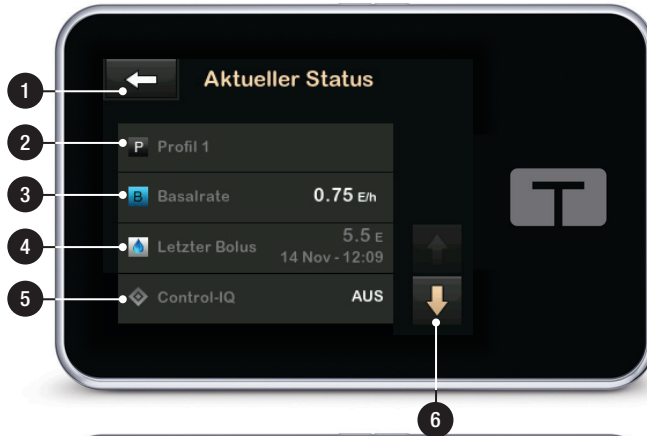 Aktueller Status
1
2
P Profil 1
3
B Basalrate 0.75 E/h
4
Letzter Bolus 5.5 E
14 Nov - 12:09
5
Control-IQ AUS
6
T